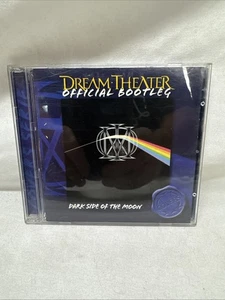 DREAM THEATER
OFFICIAL BOOTLEG
DARK SIDE OF THE MOON